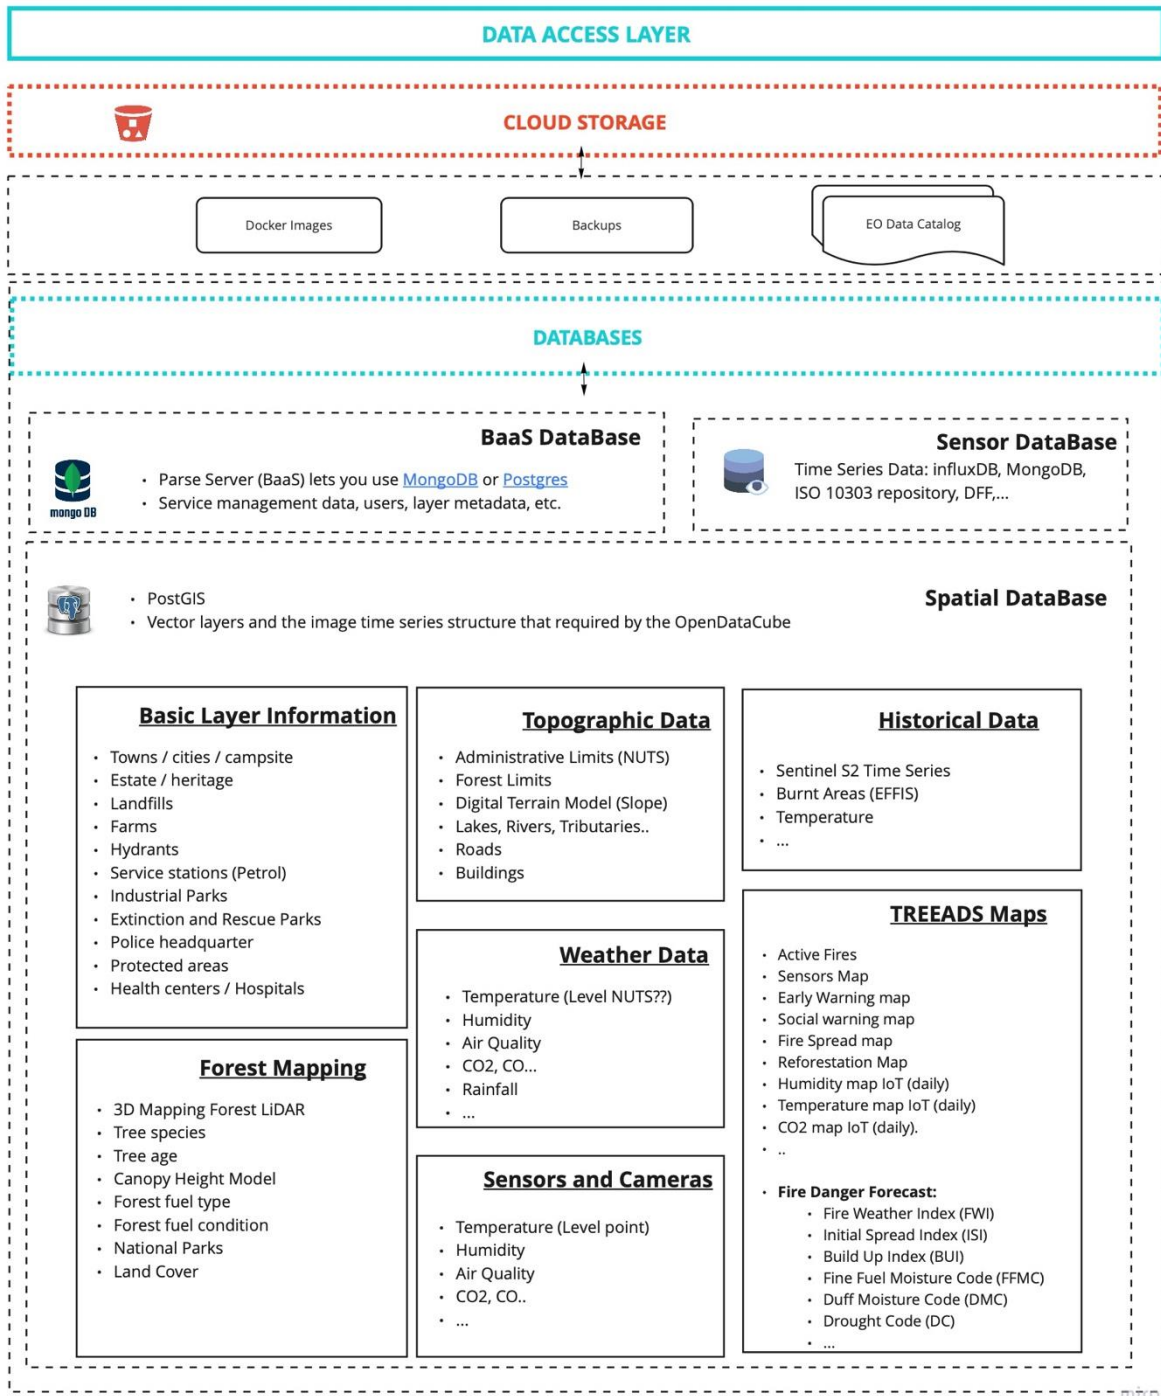 DATA ACCESS LAYER
CLOUD STORAGE
Docker Images
Backups
EO Data Catalog
DATABASES
BaaS DataBase
mongo DB
• Parse Server (BaaS) lets you use MongoDB or Postgres
• Service management data, users, layer metadata, etc.
Sensor DataBase
Time Series Data: influxDB, MongoDB,
ISO 10303 repository, DFF,...
Spatial DataBase
• PostGIS
• Vector layers and the image time series structure that required by the OpenDataCube
Basic Layer Information
• Towns / cities / campsite
• Estate / heritage
• Landfills
• Farms
• Hydrants
• Service stations (Petrol)
• Industrial Parks
• Extinction and Rescue Parks
• Police headquarter
• Protected areas
• Health centers / Hospitals
Forest Mapping
• 3D Mapping Forest LiDAR
• Tree species
• Tree age
• Canopy Height Model
• Forest fuel type
• Forest fuel condition
• National Parks
• Land Cover
Topographic Data
• Administrative Limits (NUTS)
• Forest Limits
• Digital Terrain Model (Slope)
• Lakes, Rivers, Tributaries..
• Roads
• Buildings
Weather Data
• Temperature (Level NUTS??)
• Humidity
• Air Quality
• CO2, CO...
• Rainfall
• ...
Sensors and Cameras
• Temperature (Level point)
• Humidity
• Air Quality
• CO2, CO..
• ...
Historical Data
• Sentinel S2 Time Series
• Burnt Areas (EFFIS)
• Temperature
• ...
TREEADS Maps
• Active Fires
• Sensors Map
• Early Warning map
• Social warning map
• Fire Spread map
• Reforestation Map
• Humidity map IoT (daily)
• Temperature map IoT (daily)
• CO2 map IoT (daily).
• ..
• Fire Danger Forecast:
• Fire Weather Index (FWI)
• Initial Spread Index (ISI)
• Build Up Index (BUI)
• Fine Fuel Moisture Code (FFMC)
• Duff Moisture Code (DMC)
• Drought Code (DC)
• ...